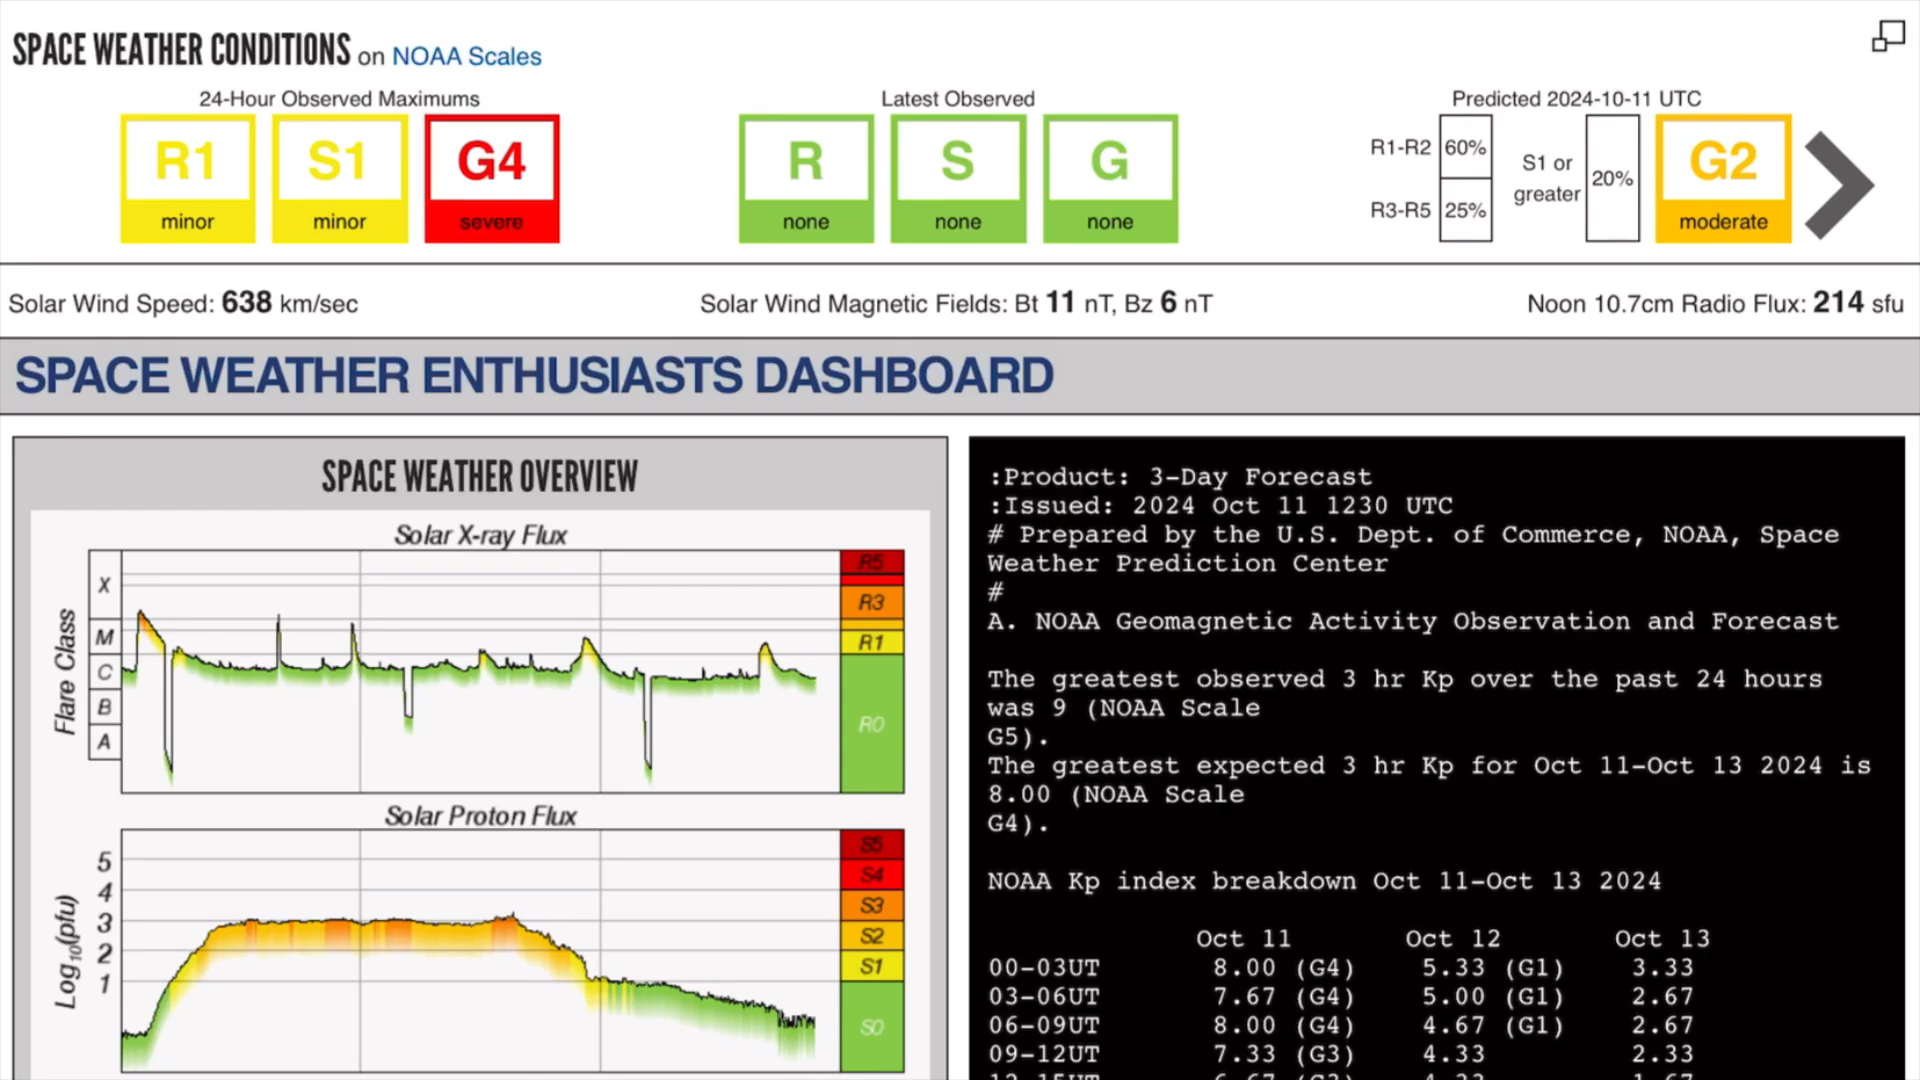 SPACE WEATHER CONDITIONS on NOAA Scales
24-Hour Observed Maximums
R1
minor
S1
minor
G4
severe
Latest Observed
R
none
S
none
G
none
Predicted 2024-10-11 UTC
R1-R2 60%
R3-R5 25%
S1 or
greater
20%
G2
moderate
Solar Wind Speed: 638 km/sec
Solar Wind Magnetic Fields: Bt 11 nT, Bz 6 nT
Noon 10.7cm Radio Flux: 214 sfu
SPACE WEATHER ENTHUSIASTS DASHBOARD
SPACE WEATHER OVERVIEW
Solar X-ray Flux
Flare Class
X
M
C
B
A
R5
R3
R1
R0
Solar Proton Flux
Log10(pfu)
5
4
3
2
1
S5
S4
S3
S2
S1
S0
:Product: 3-Day Forecast
:Issued: 2024 Oct 11 1230 UTC
# Prepared by the U.S. Dept. of Commerce, NOAA, Space
Weather Prediction Center
#
A. NOAA Geomagnetic Activity Observation and Forecast
The greatest observed 3 hr Kp over the past 24 hours
was 9 (NOAA Scale
G5).
The greatest expected 3 hr Kp for Oct 11-Oct 13 2024 is
8.00 (NOAA Scale
G4).
NOAA Kp index breakdown Oct 11-Oct 13 2024
Oct 11 Oct 12 Oct 13
00-03UT 8.00 (G4) 5.33 (G1) 3.33
03-06UT 7.67 (G4) 5.00 (G1) 2.67
06-09UT 8.00 (G4) 4.67 (G1) 2.67
09-12UT 7.33 (G3) 4.33 2.33